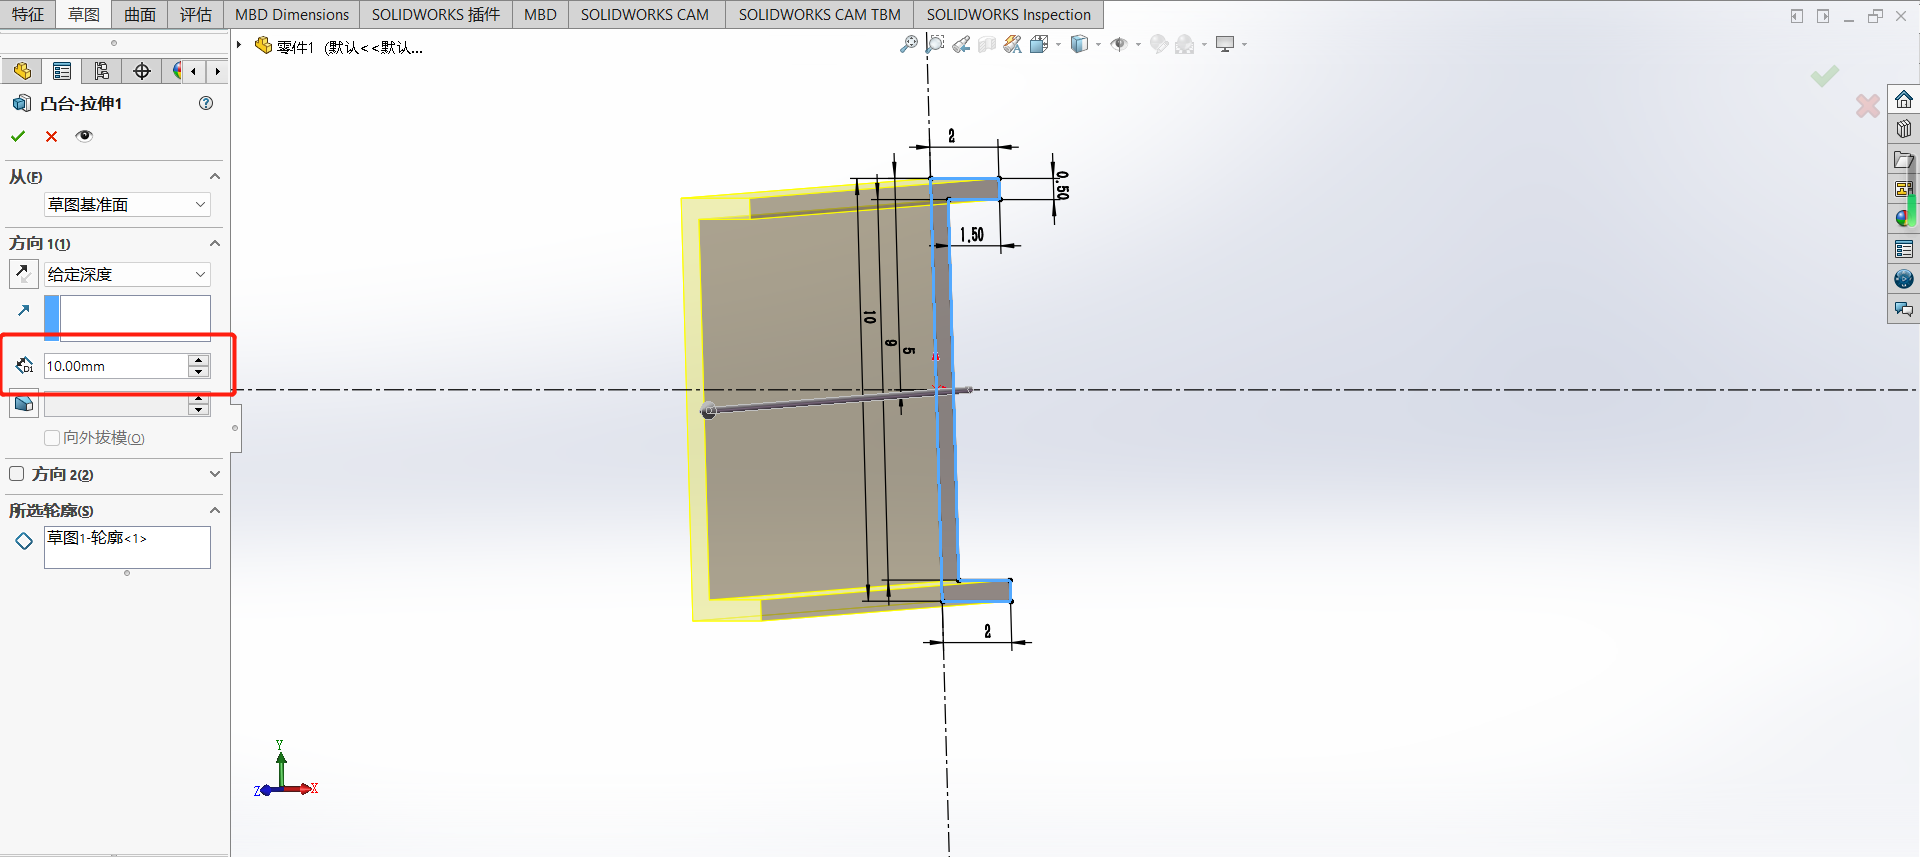 特征 草图 曲面 评估 MBD Dimensions SOLIDWORKS 插件 MBD SOLIDWORKS CAM SOLIDWORKS CAM TBM SOLIDWORKS Inspection
零件1 (默认<<默认...
凸台-拉伸1
从(F)
草图基准面
方向 1(1)
给定深度
D1
10.00mm
向外拔模(O)
方向 2(2)
所选轮廓(S)
草图1-轮廓<1>
2
0.50
1.50
10
9
5
2
Y
Z
X